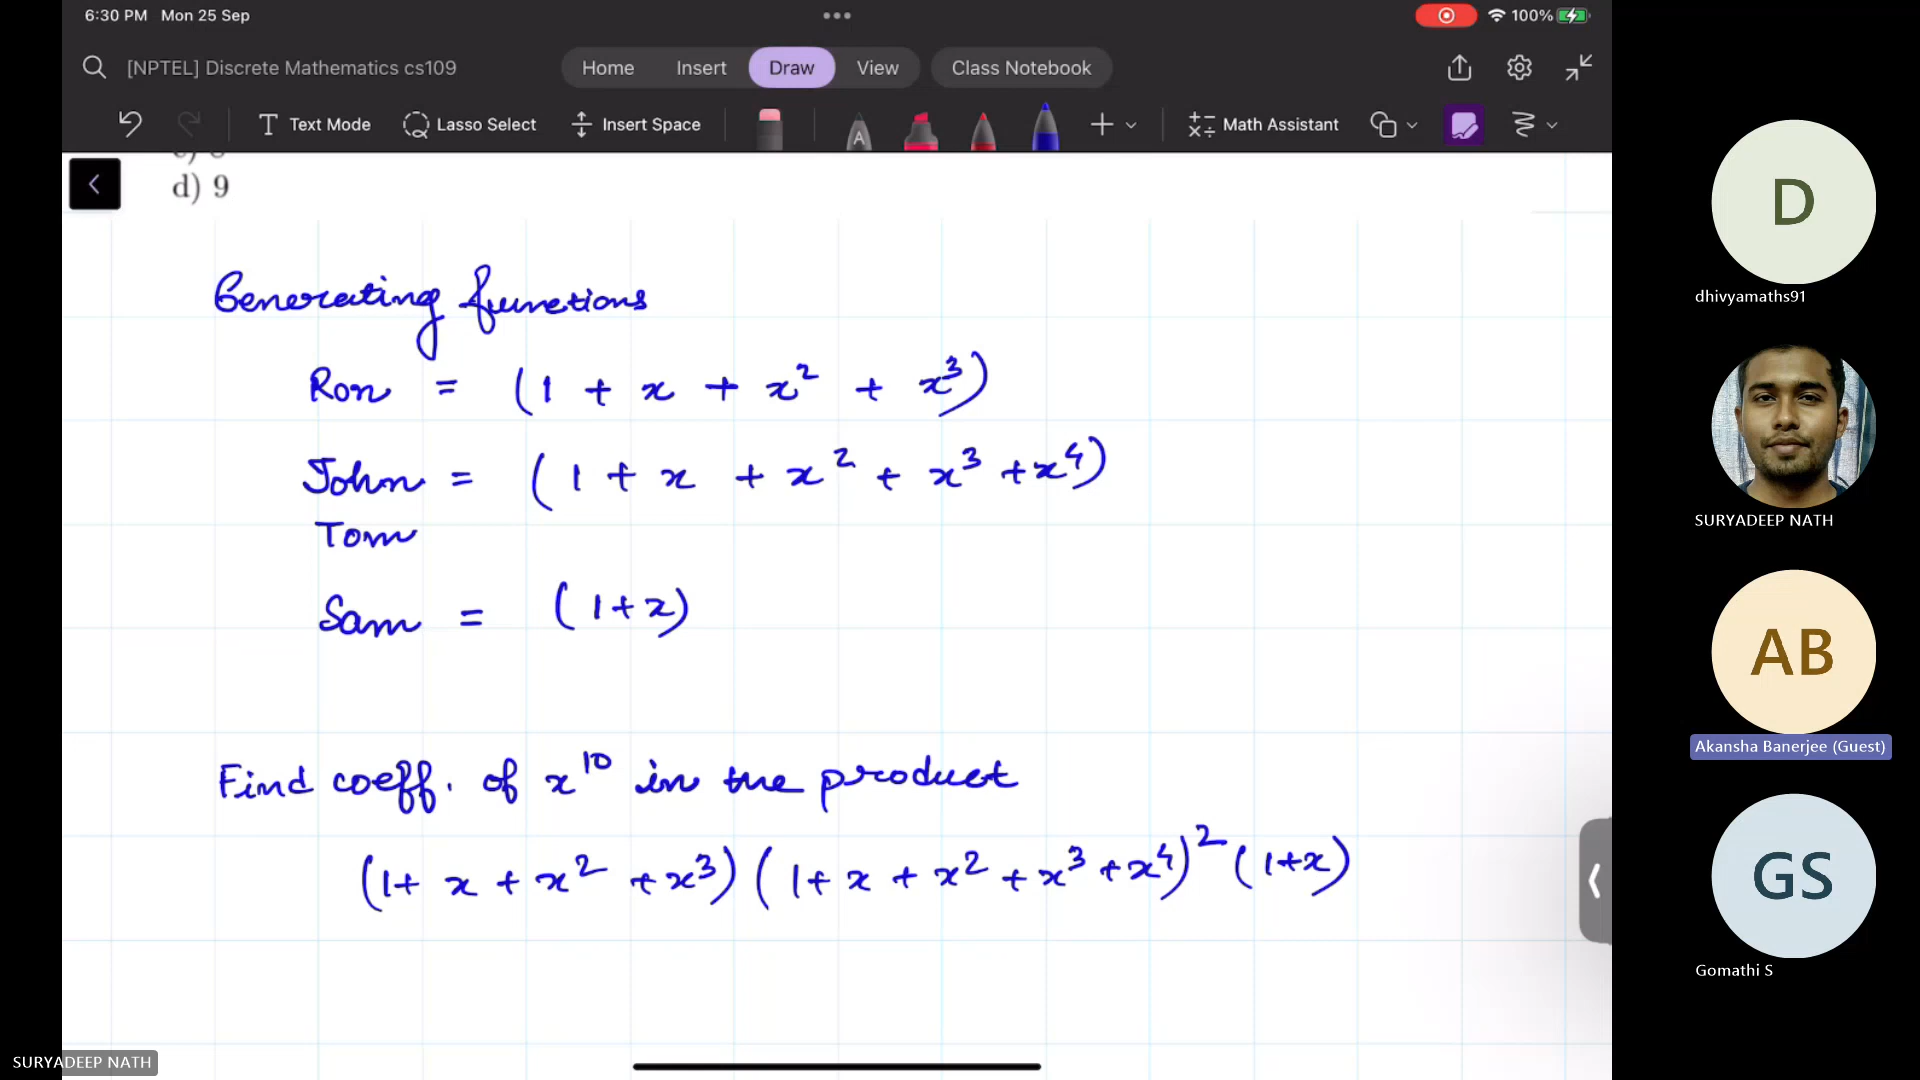 6:30 PM Mon 25 Sep
100%
[NPTEL] Discrete Mathematics cs109
Home Insert Draw View Class Notebook
Text Mode Lasso Select Insert Space A Math Assistant
d) 9
Generating functions
Ron = (1 + x + x² + x³)
John = (1 + x + x² + x³ + x⁴)
Tom
Sam = (1+x)
Find coeff. of x¹⁰ in the product
(1+ x + x² + x³) (1+ x + x² + x³ + x⁴)² (1+x)
D
dhivyamaths91
SURYADEEP NATH
AB
Akansha Banerjee (Guest)
GS
Gomathi S
SURYADEEP NATH